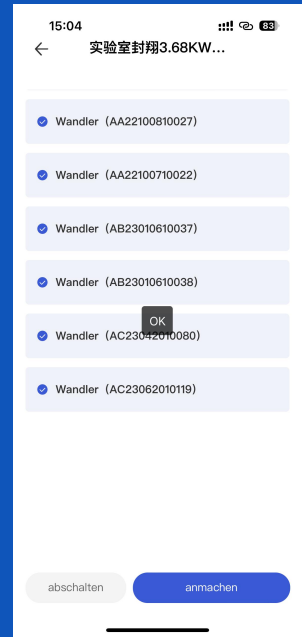 15:04
83
实验室封翔3.68KW...
Wandler（AA22100810027）
Wandler（AA22100710022）
Wandler（AB23010610037）
Wandler（AB23010610038）
OK
Wandler（AC23042010080）
Wandler（AC23062010119）
abschalten
anmachen